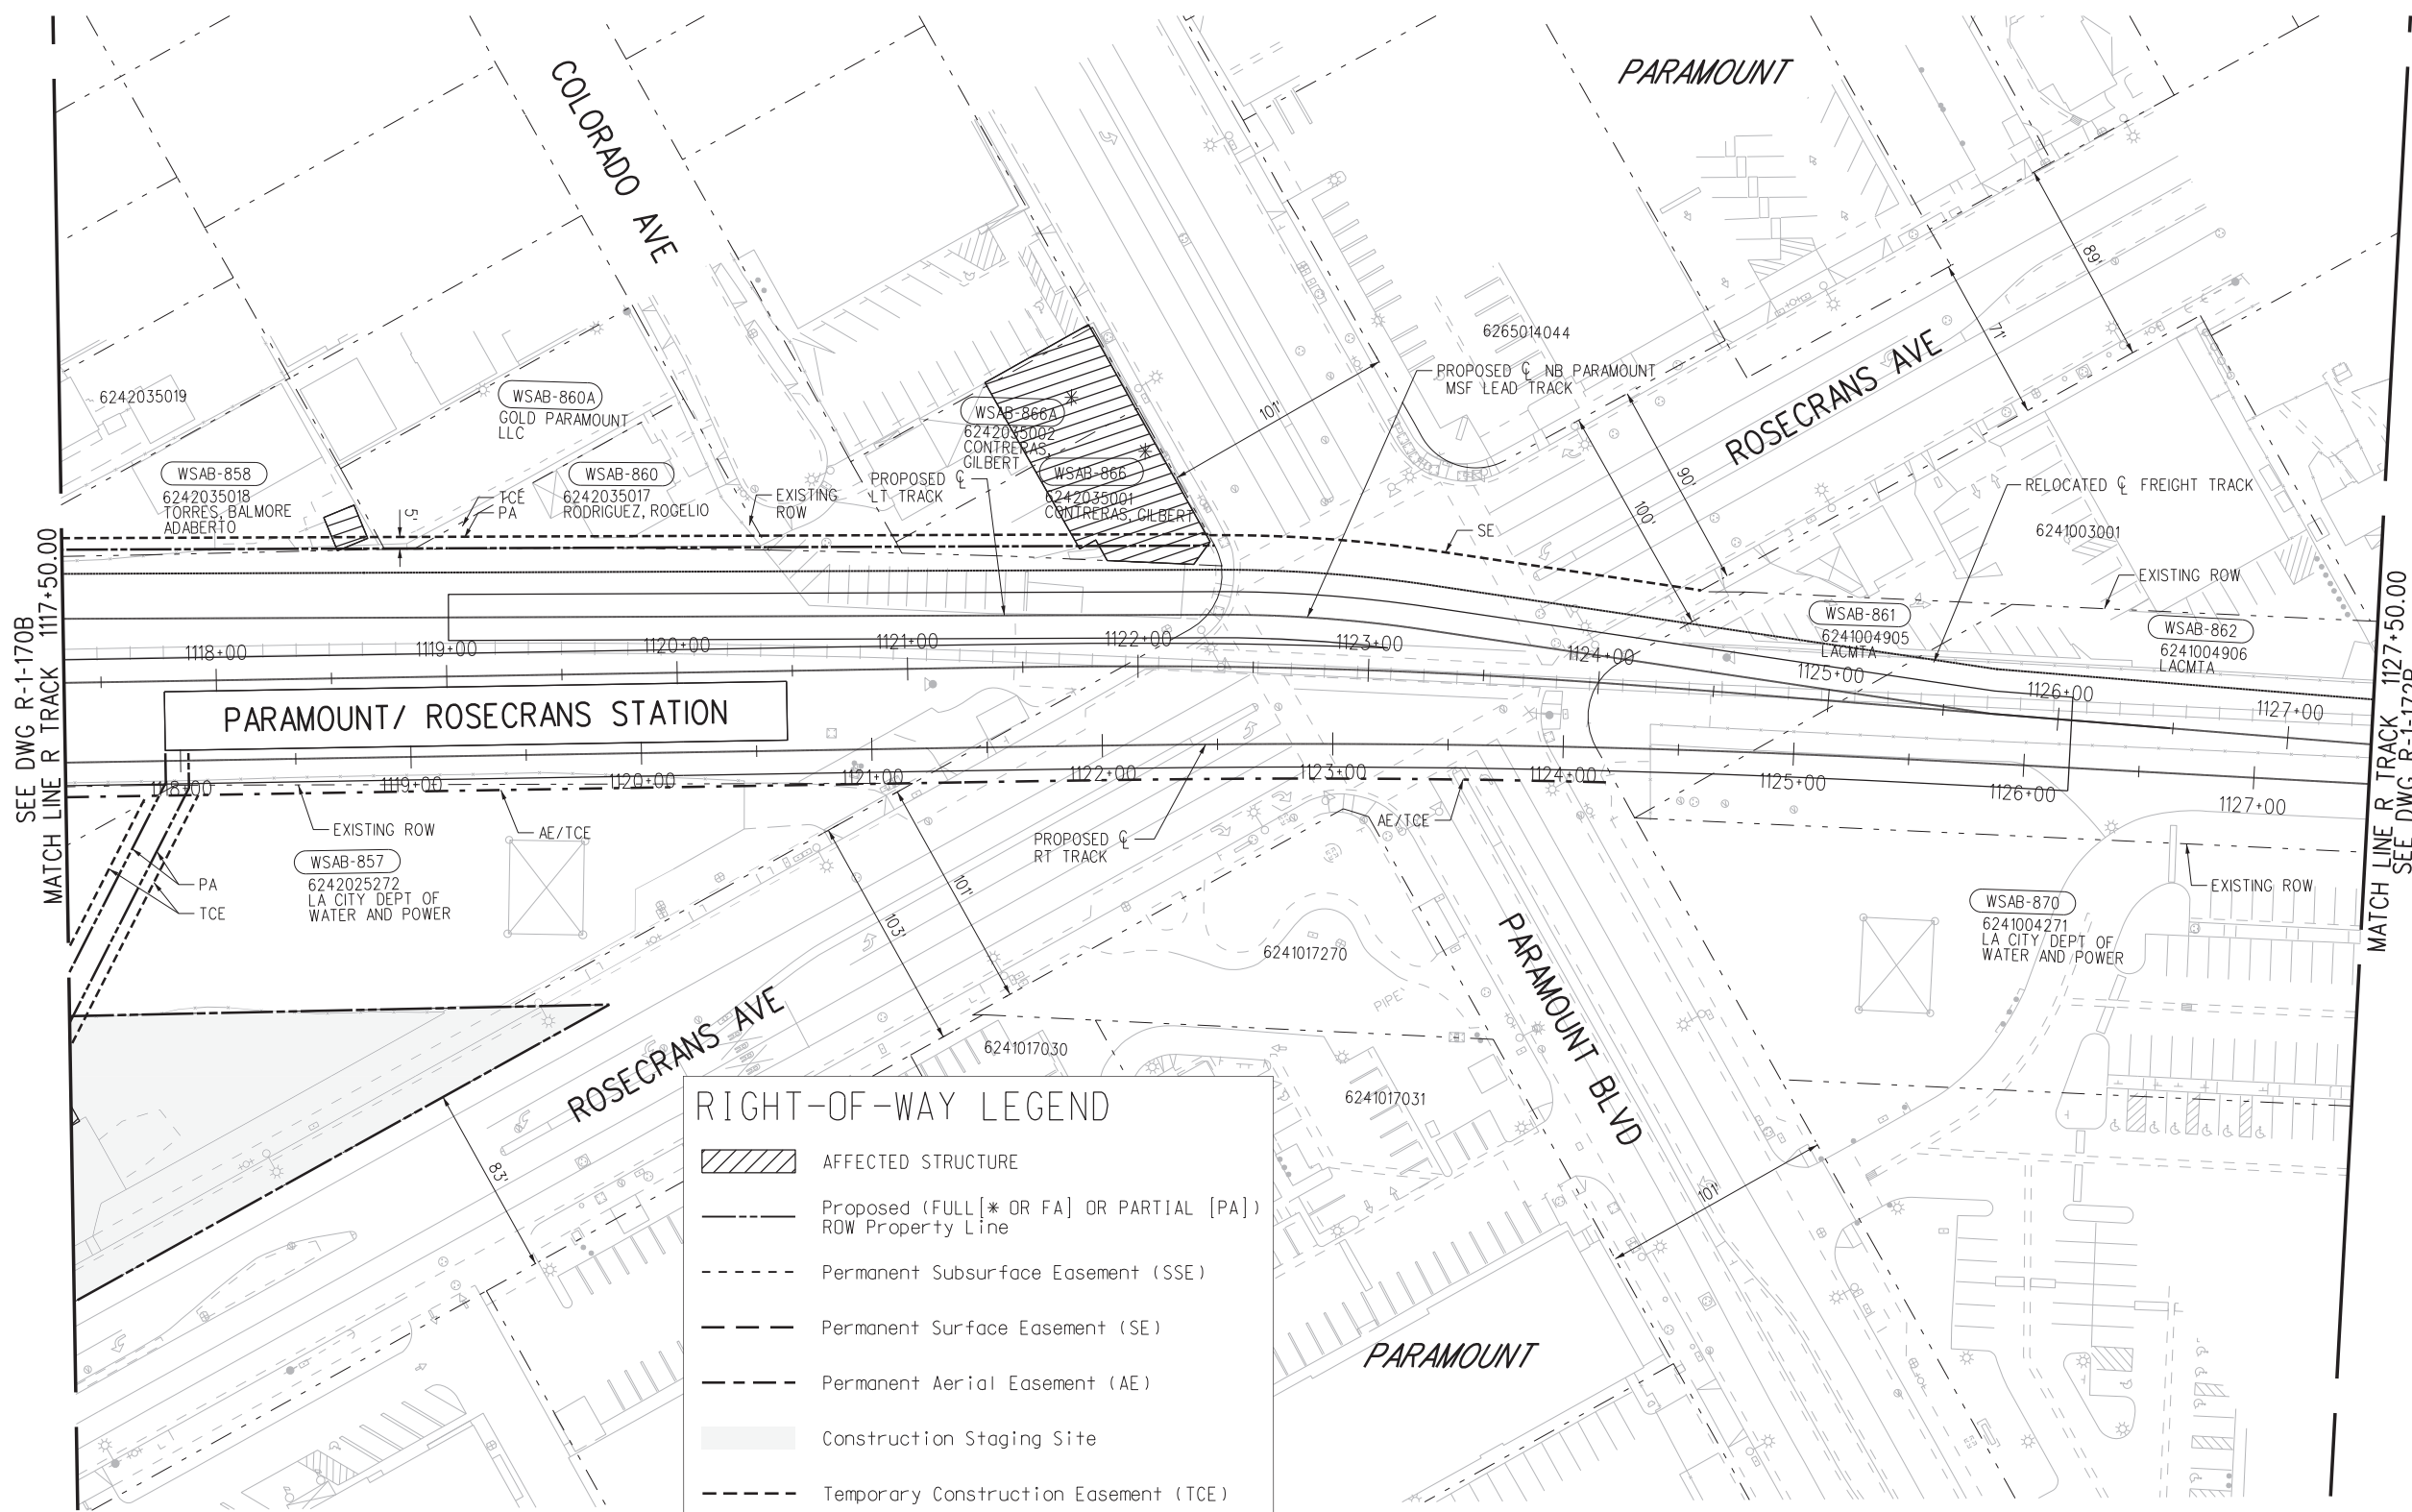 PARAMOUNT
COLORADO AVE
89'
71'
6265014044
ROSECRANS AVE
PROPOSED ℄ NB PARAMOUNT
MSF LEAD TRACK
101'
90'
100'
6242035019
WSAB-860A
GOLD PARAMOUNT
LLC
WSAB-858
6242035018
TORRES, BALMORE
ADABERTO
5'
TCE
PA
WSAB-860
6242035017
RODRIGUEZ, ROGELIO
EXISTING
ROW
PROPOSED ℄
LT TRACK
WSAB-866A
*
6242035002
CONTRERAS,
GILBERT
*
WSAB-866
6242035001
CONTRERAS, GILBERT
SE
RELOCATED ℄ FREIGHT TRACK
6241003001
EXISTING ROW
WSAB-861
6241004905
LACMTA
WSAB-862
6241004906
LACMTA
SEE DWG R-1-170B
MATCH LINE R TRACK 1117+50.00
MATCH LINE R TRACK 1127+50.00
SEE DWG R-1-172B
1118+00
1119+00
1120+00
1121+00
1122+00
1123+00
1124+00
1125+00
1126+00
1127+00
PARAMOUNT/ ROSECRANS STATION
1118+00
1119+00
1120+00
1121+00
1122+00
1123+00
1124+00
1125+00
1126+00
1127+00
EXISTING ROW
AE/TCE
PROPOSED ℄
RT TRACK
AE/TCE
WSAB-857
6242025272
LA CITY DEPT OF
WATER AND POWER
PA
TCE
101'
103'
EXISTING ROW
WSAB-870
6241004271
LA CITY DEPT OF
WATER AND POWER
6241017270
PIPE
PARAMOUNT BLVD
ROSECRANS AVE
6241017030
6241017031
83'
101'
PARAMOUNT
RIGHT-OF-WAY LEGEND
AFFECTED STRUCTURE
Proposed (FULL[* OR FA] OR PARTIAL [PA])
ROW Property Line
Permanent Subsurface Easement (SSE)
Permanent Surface Easement (SE)
Permanent Aerial Easement (AE)
Construction Staging Site
Temporary Construction Easement (TCE)